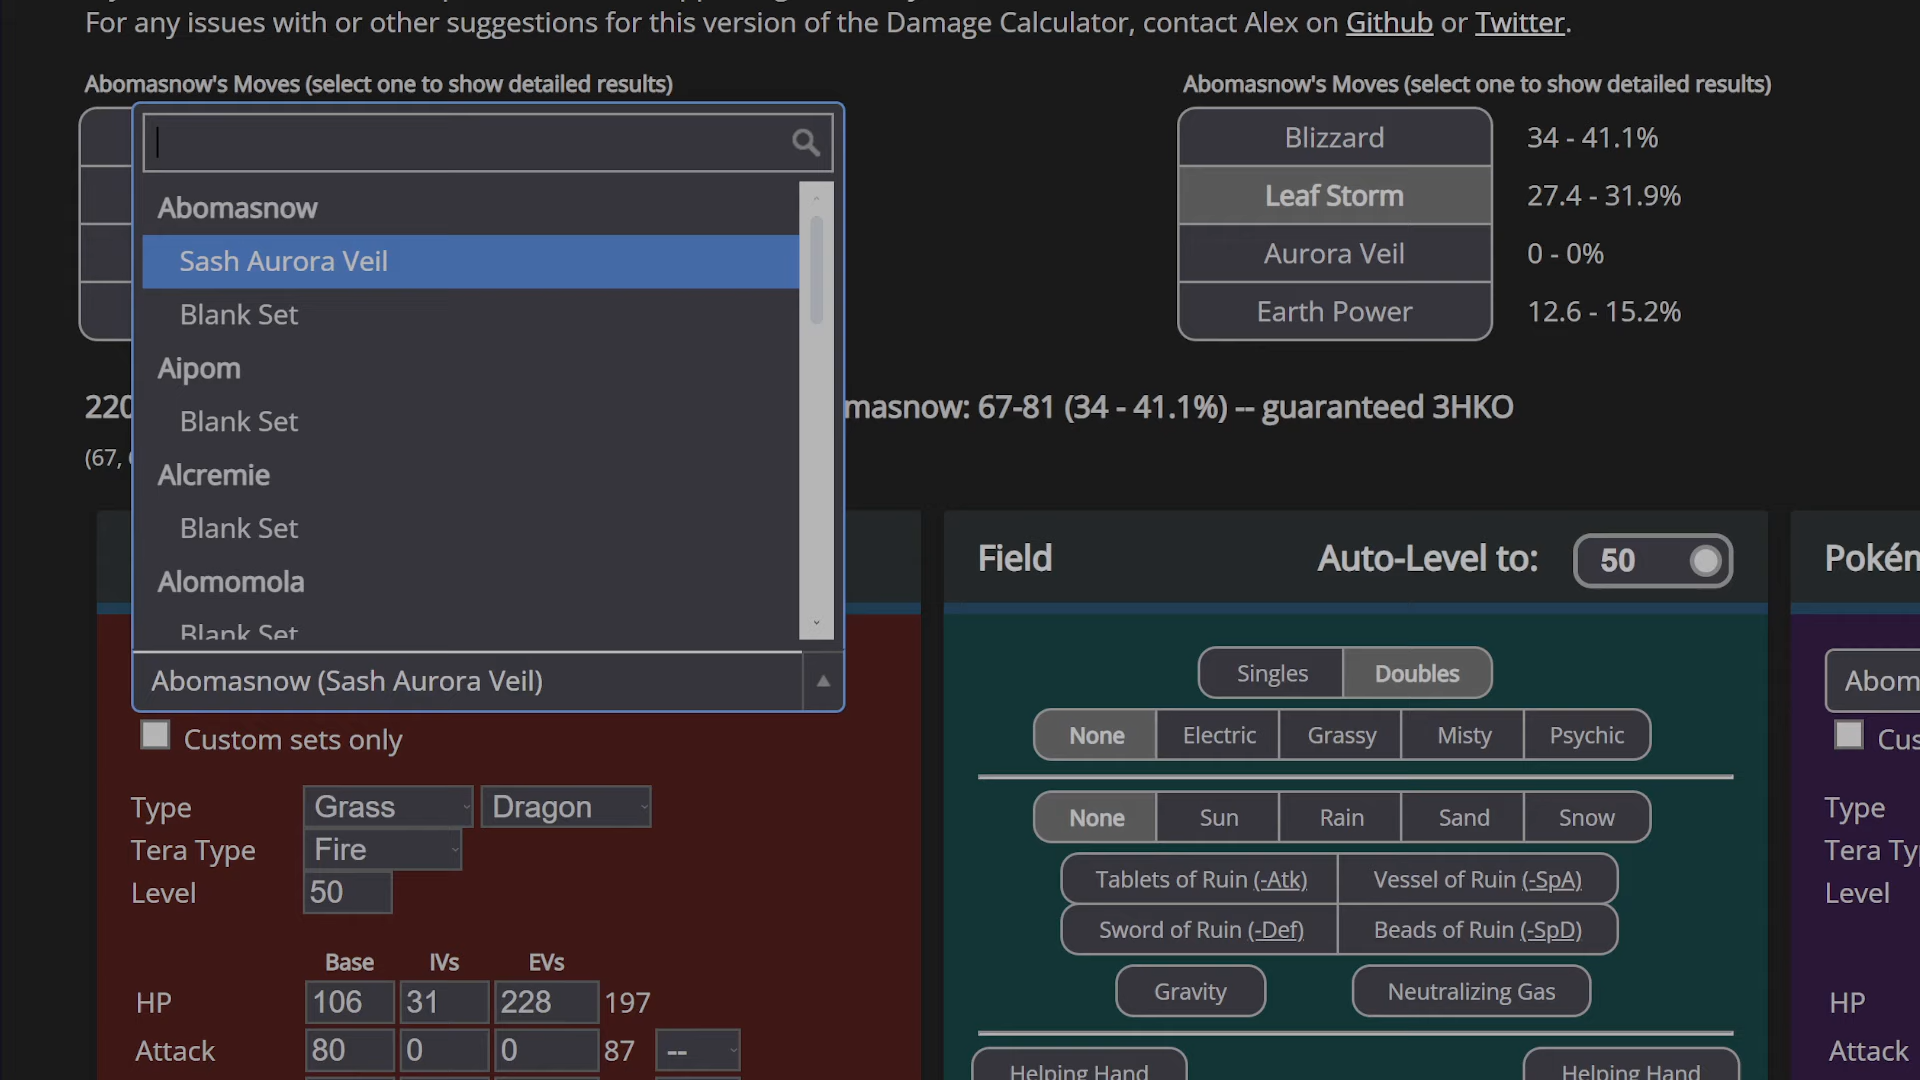 For any issues with or other suggestions for this version of the Damage Calculator, contact Alex on Github or Twitter.
Abomasnow's Moves (select one to show detailed results)
Abomasnow
Sash Aurora Veil
Blank Set
Aipom
Blank Set
Alcremie
Blank Set
Alomomola
Blank Set
Abomasnow (Sash Aurora Veil)
Abomasnow's Moves (select one to show detailed results)
Blizzard 34 - 41.1%
Leaf Storm 27.4 - 31.9%
Aurora Veil 0 - 0%
Earth Power 12.6 - 15.2%
220 masnow: 67-81 (34 - 41.1%) -- guaranteed 3HKO
(67,
Custom sets only
Type Grass Dragon
Tera Type Fire
Level 50
Base IVs EVs
HP 106 31 228 197
Attack 80 0 0 87 --
Field Auto-Level to: 50
Singles Doubles
None Electric Grassy Misty Psychic
None Sun Rain Sand Snow
Tablets of Ruin (-Atk) Vessel of Ruin (-SpA)
Sword of Ruin (-Def) Beads of Ruin (-SpD)
Gravity Neutralizing Gas
Helping Hand Helping Hand
Pokém
Abom
Cus
Type
Tera Ty
Level
HP
Attack